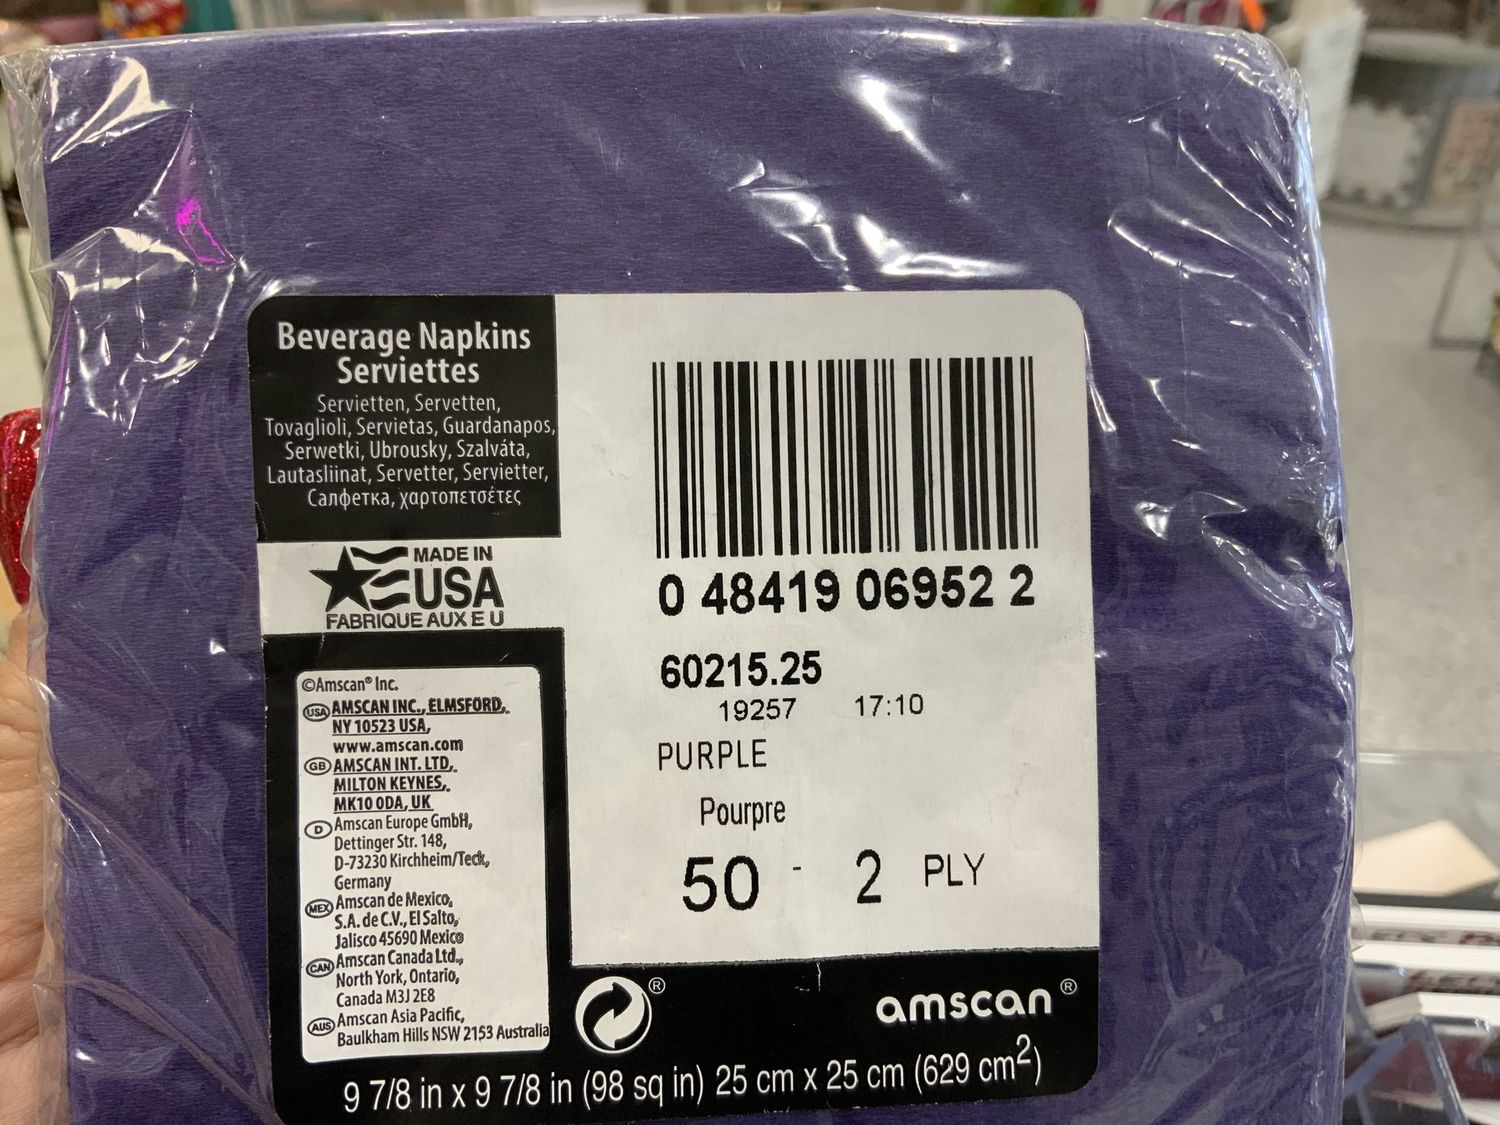 Beverage Napkins
Serviettes
Servietten, Servetten,
Tovaglioli, Servietas, Guardanapos,
Serwetki, Ubrousky, Szalváta,
Lautasliinat, Servetter, Servietter,
Салфетка, χαρτοπετσέτες
MADE IN
USA
FABRIQUE AUX E U
©Amscan® Inc.
USA AMSCAN INC., ELMSFORD,
NY 10523 USA,
www.amscan.com
GB AMSCAN INT. LTD,
MILTON KEYNES,
MK10 0DA, UK
D Amscan Europe GmbH,
Dettinger Str. 148,
D-73230 Kirchheim/Teck,
Germany
MEX Amscan de Mexico,
S.A. de C.V., El Salto,
Jalisco 45690 Mexico
CAN Amscan Canada Ltd.,
North York, Ontario,
Canada M3J 2E8
AUS Amscan Asia Pacific,
Baulkham Hills NSW 2153 Australia
0 48419 06952 2
60215.25
19257 17:10
PURPLE
Pourpre
50 - 2 PLY
®
amscan®
9 7/8 in x 9 7/8 in (98 sq in) 25 cm x 25 cm (629 cm²)